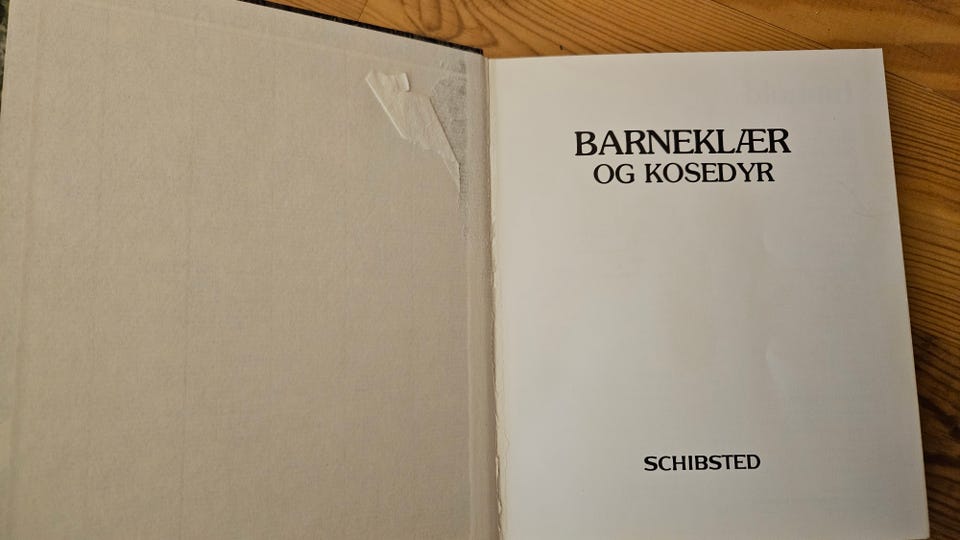 BARNEKLÆR
OG KOSEDYR
SCHIBSTED